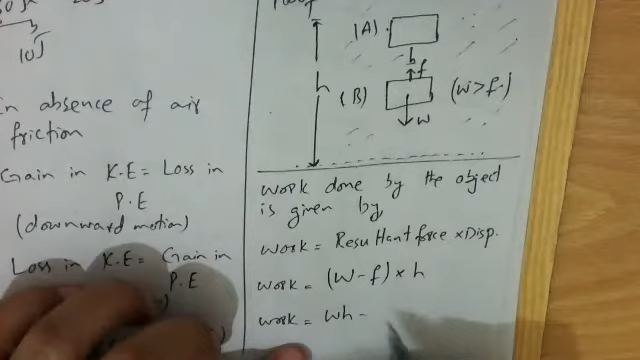 10J
In absence of air
friction
Gain in K.E = Loss in
P.E
(downward motion)
Loss in K.E = Gain in
P.E
(A)
h
h
f
(B)
(W>f.)
W
Work done by the object
is given by
Work = Resultant force × Disp.
Work = (W-f) × h
Work = Wh -